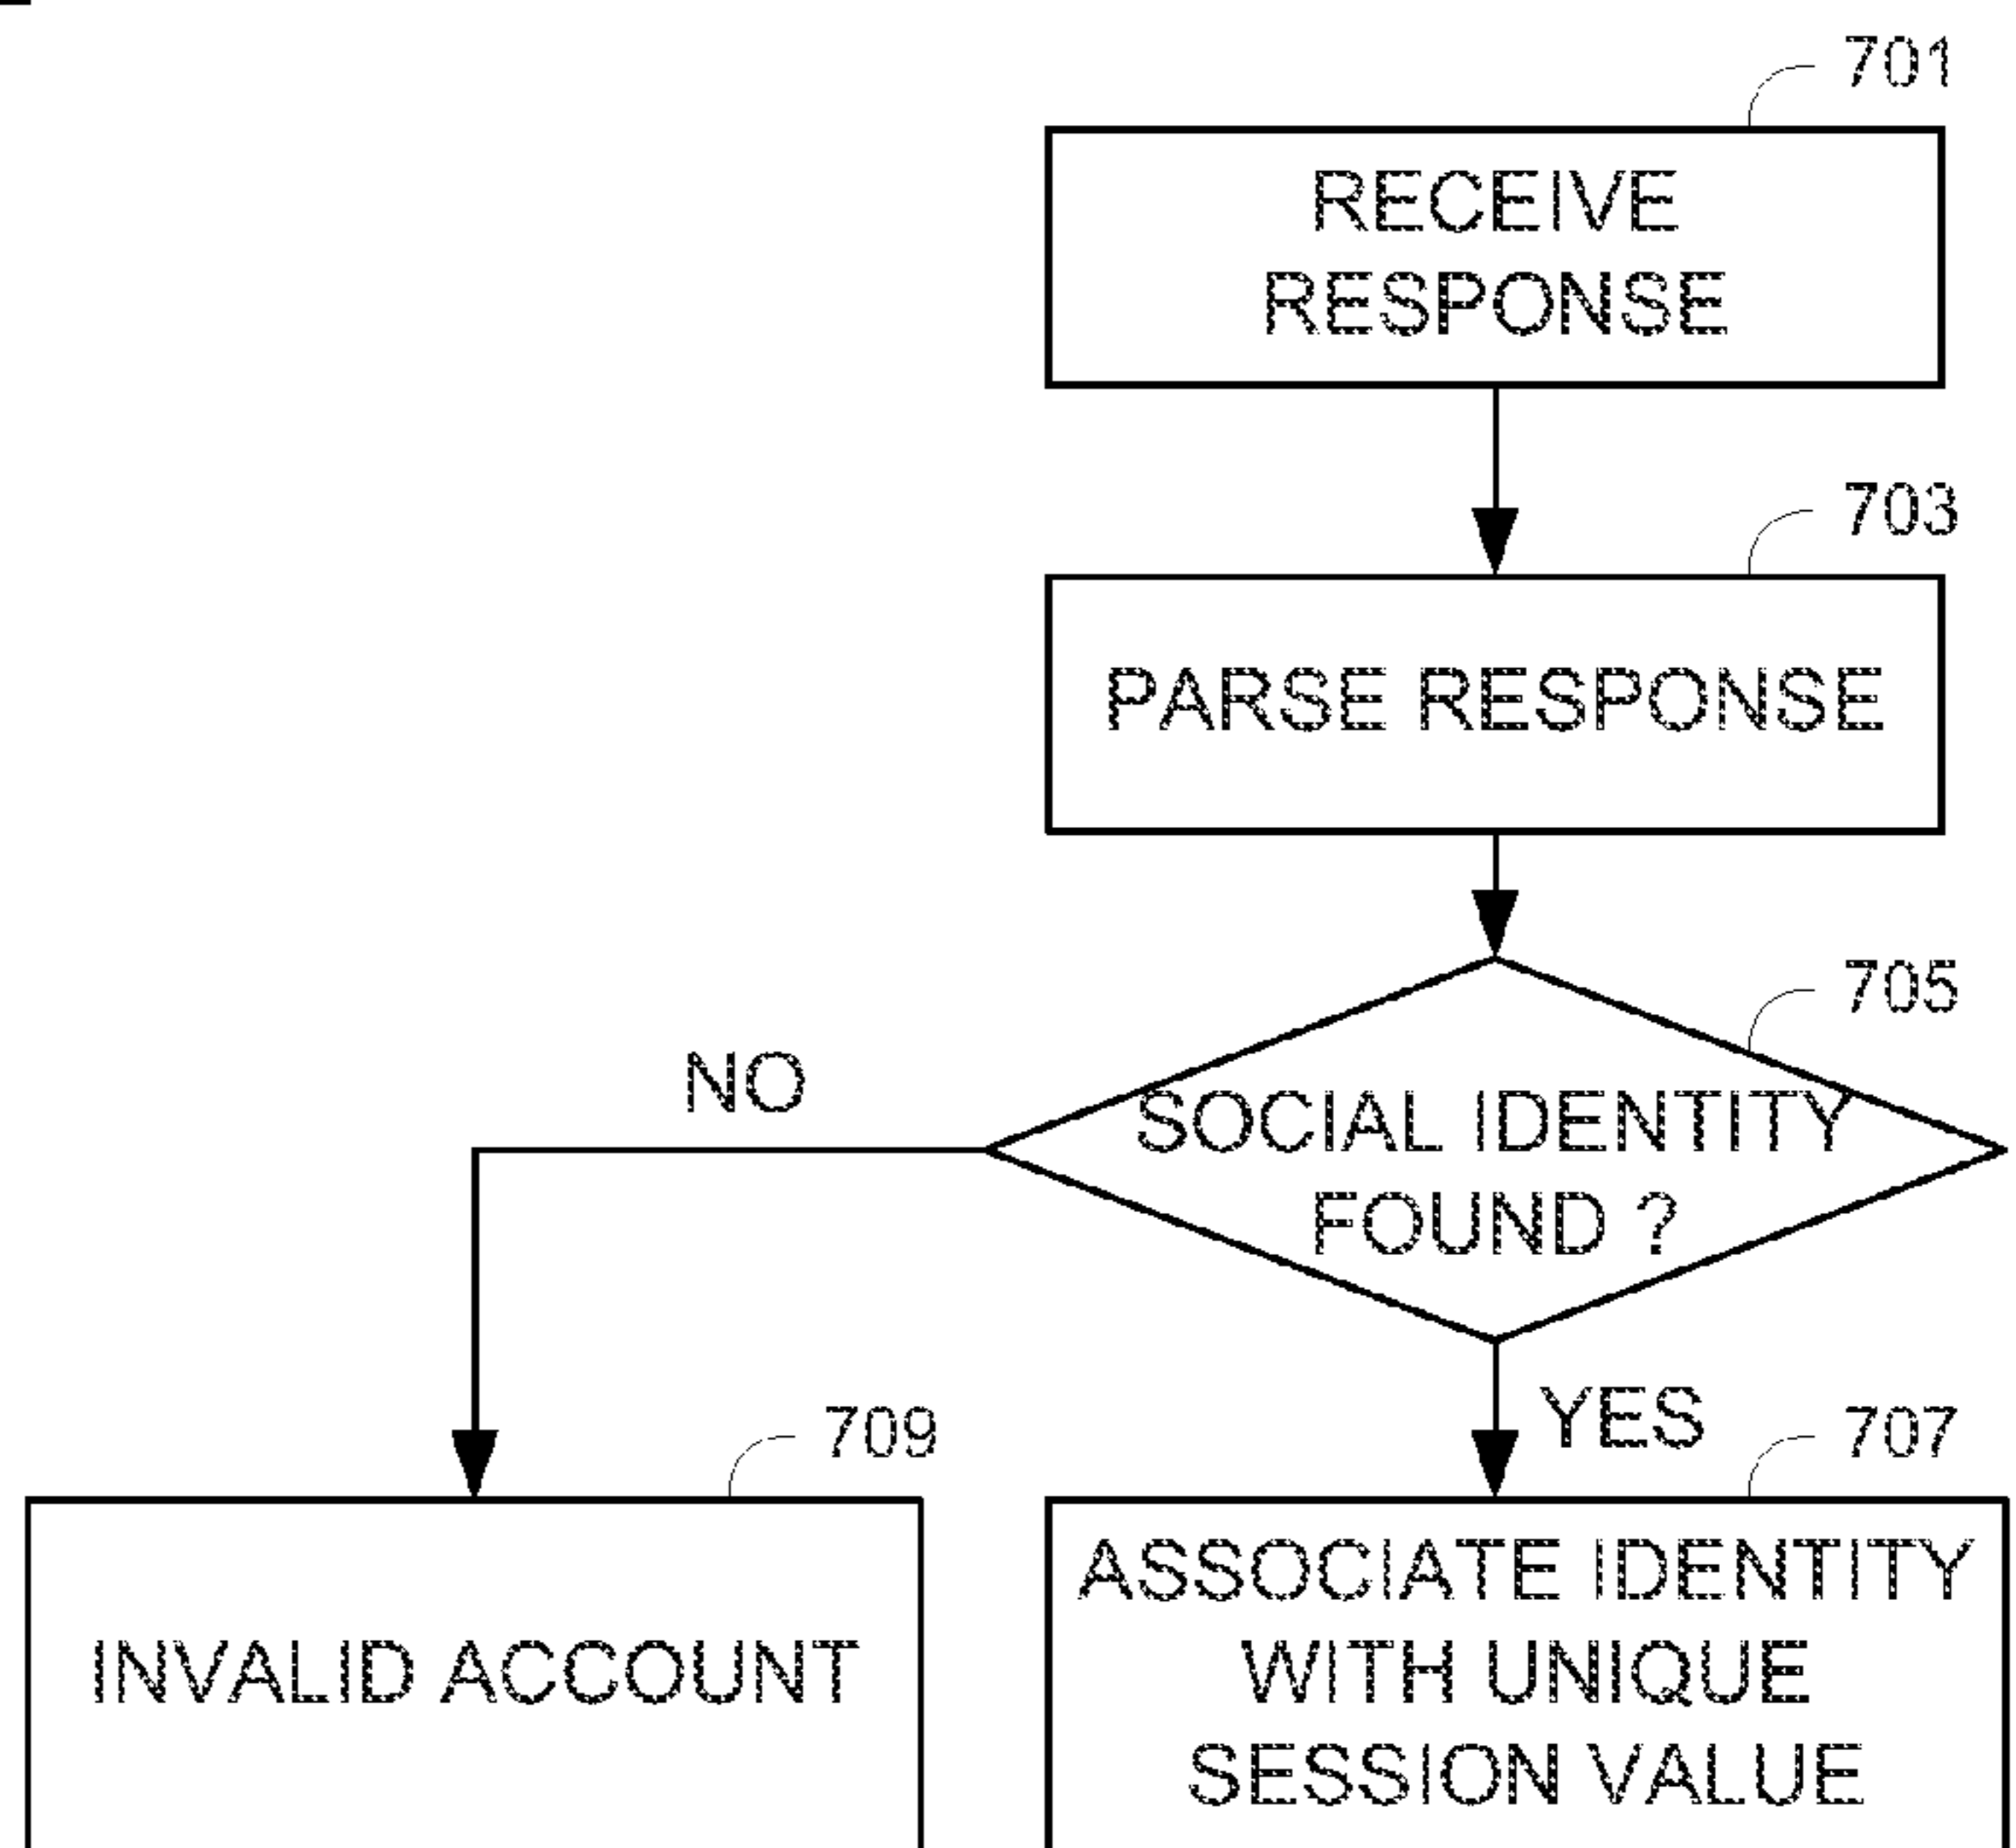 701
RECEIVE
RESPONSE
703
PARSE RESPONSE
705
SOCIAL IDENTITY
FOUND ?
NO
YES
709
INVALID ACCOUNT
707
ASSOCIATE IDENTITY
WITH UNIQUE
SESSION VALUE